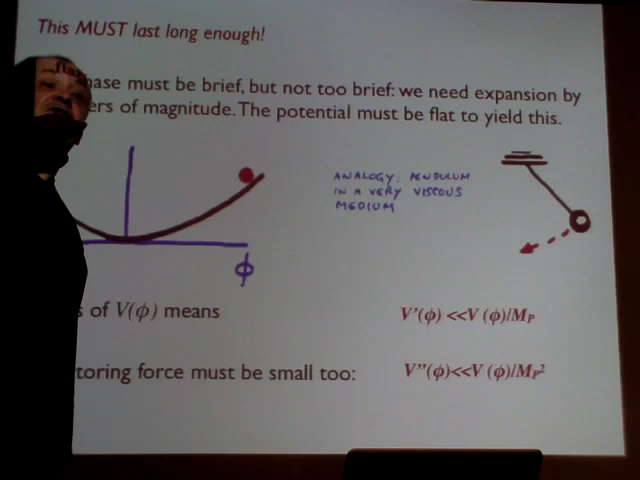 This MUST last long enough!
phase must be brief, but not too brief: we need expansion by
ers of magnitude. The potential must be flat to yield this.
ANALOGY: PENDULUM
IN A VERY VISCOUS
MEDIUM
ϕ
s of V(ϕ) means
V'(ϕ) <<V (ϕ)/M_P
toring force must be small too:
V''(ϕ)<<V (ϕ)/M_P²